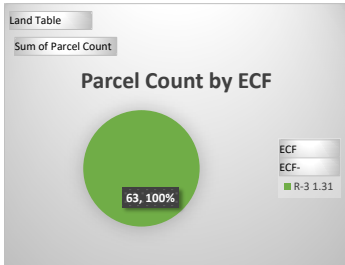 Land Table
Sum of Parcel Count
Parcel Count by ECF
63, 100%
ECF
ECF-
R-3 1.31